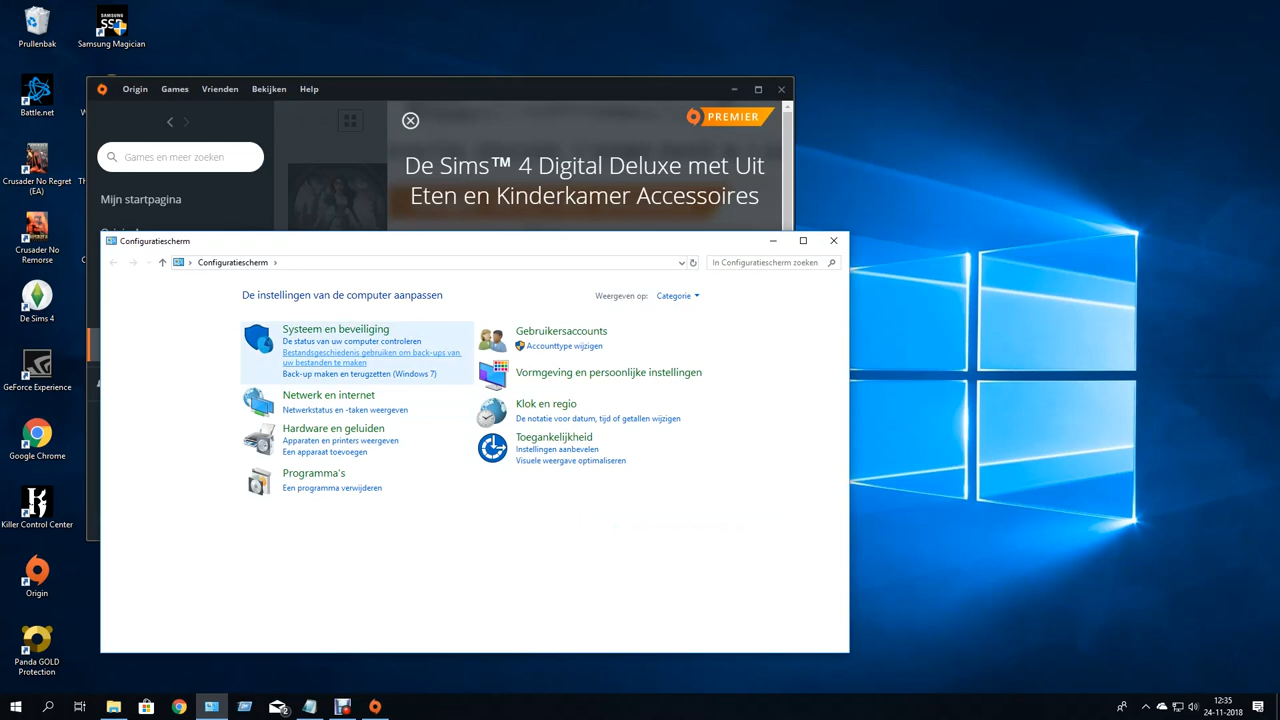 Prullenbak
SAMSUNG
SSD
Samsung Magician
Battle.net
Crusader No Regret (EA)
Crusader No Remorse
De Sims 4
GeForce Experience
Google Chrome
Killer Control Center
Origin
Panda GOLD Protection
Origin Games Vrienden Bekijken Help
Games en meer zoeken
Mijn startpagina
PREMIER
De Sims™ 4 Digital Deluxe met Uit
Eten en Kinderkamer Accessoires
Configuratiescherm
Configuratiescherm
In Configuratiescherm zoeken
De instellingen van de computer aanpassen
Weergeven op: Categorie
Systeem en beveiliging
De status van uw computer controleren
Bestandsgeschiedenis gebruiken om back-ups van
uw bestanden te maken
Back-up maken en terugzetten (Windows 7)
Netwerk en internet
Netwerkstatus en -taken weergeven
Hardware en geluiden
Apparaten en printers weergeven
Een apparaat toevoegen
Programma's
Een programma verwijderen
Gebruikersaccounts
Accounttype wijzigen
Vormgeving en persoonlijke instellingen
Klok en regio
De notatie voor datum, tijd of getallen wijzigen
Toegankelijkheid
Instellingen aanbevelen
Visuele weergave optimaliseren
12:35
24-11-2018